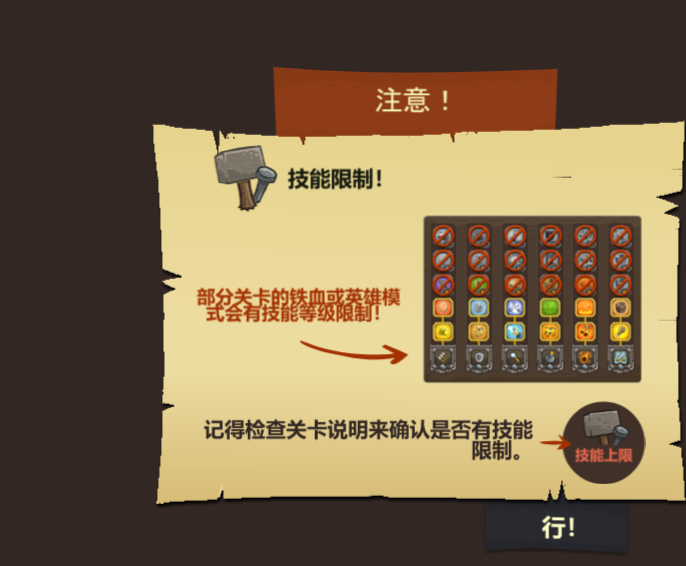 注意！
技能限制！
部分关卡的铁血或英雄模
式会有技能等级限制！
记得检查关卡说明来确认是否有技能
限制。
技能上限
行！